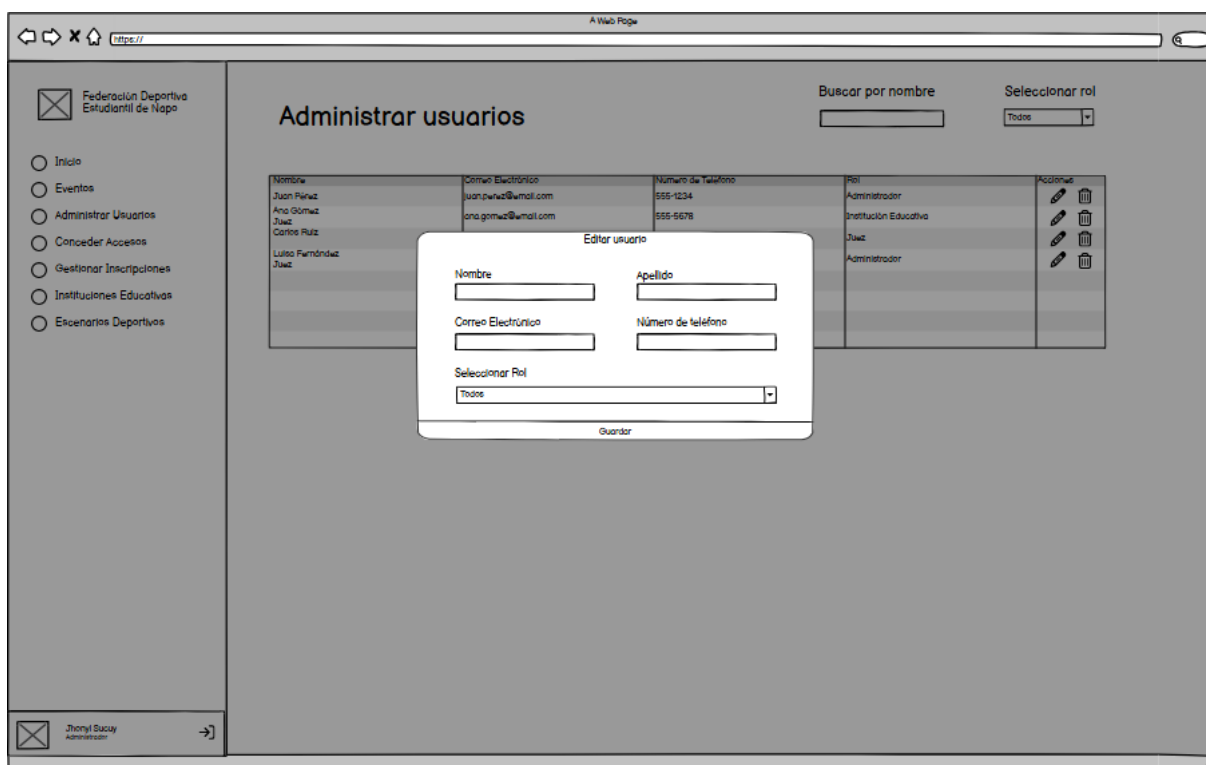 A Web Page
https://
Federación Deportiva
Estudiantil de Napo
Inicio
Eventos
Administrar Usuarios
Conceder Accesos
Gestionar Inscripciones
Instituciones Educativas
Escenarios Deportivos
Jhonyl Sucuy
Administrador
Administrar usuarios
Buscar por nombre
Seleccionar rol
Todos
Nombre Correo Electrónico Número de Teléfono Rol Acciones
Juan Pérez juan.perez@email.com 555-1234 Administrador
Ana Gómez ana.gomez@email.com 555-5678 Institución Educativa
Juez
Carlos Ruiz Juez
Luisa Fernández Administrador
Juez
Editar usuario
Nombre Apellido
Correo Electrónico Número de teléfono
Seleccionar Rol
Todos
Guardar